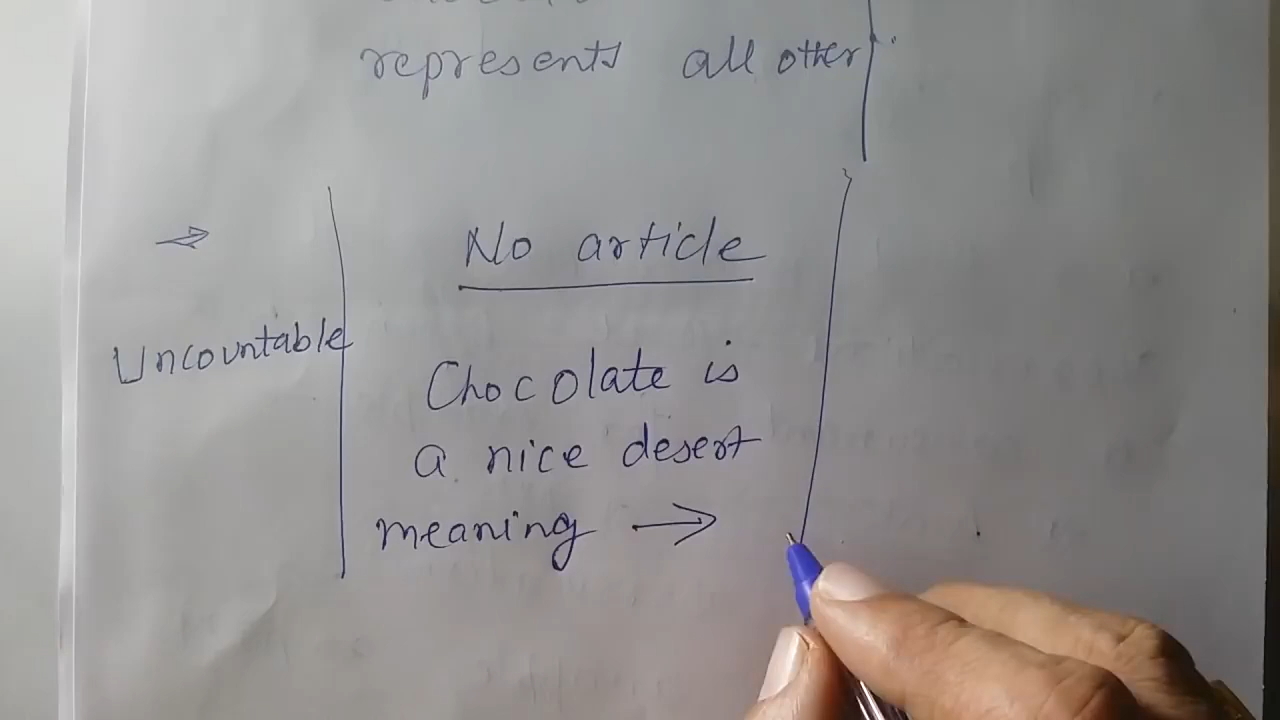 represents all other
→
No article
Uncountable
Chocolate is
a nice desert
meaning →